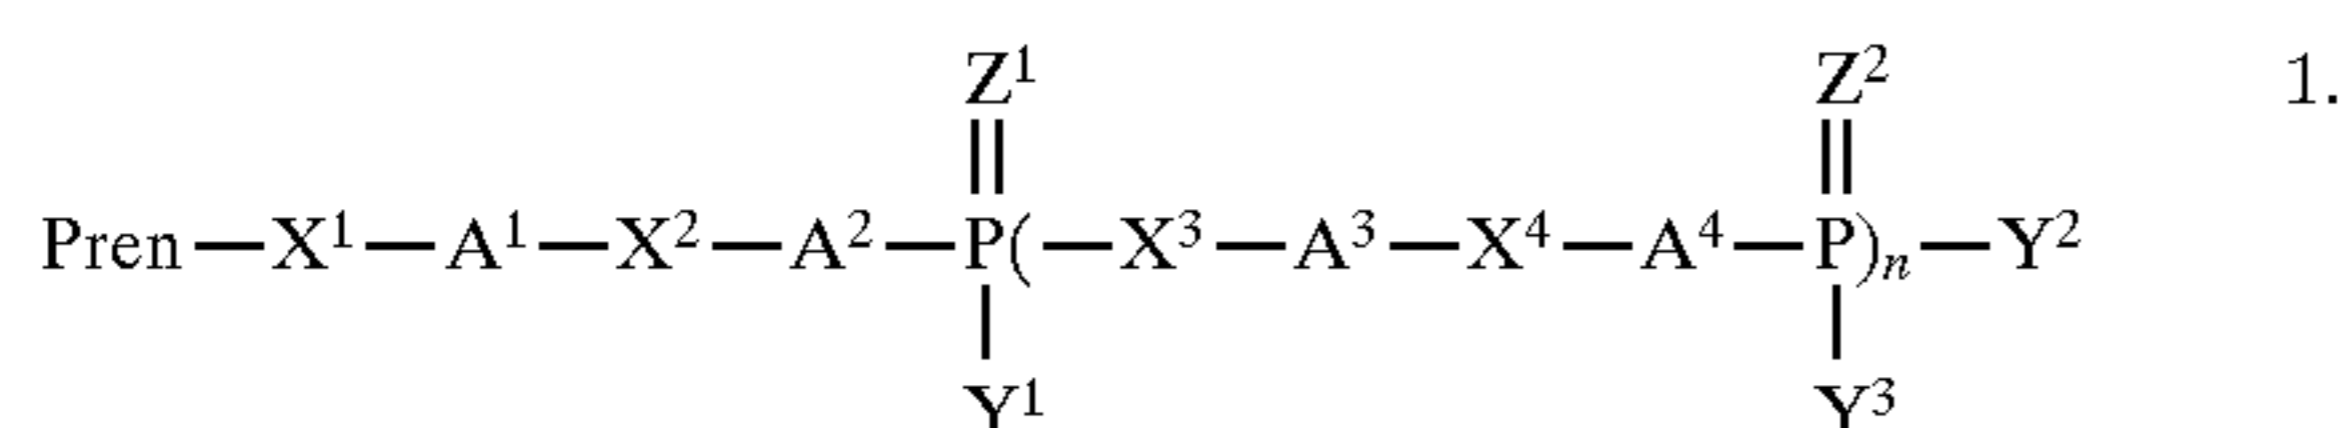 Z¹ Z² 1.
Pren—X¹—A¹—X²—A²—P(—X³—A³—X⁴—A⁴—P)ₙ—Y²
Y¹ Y³